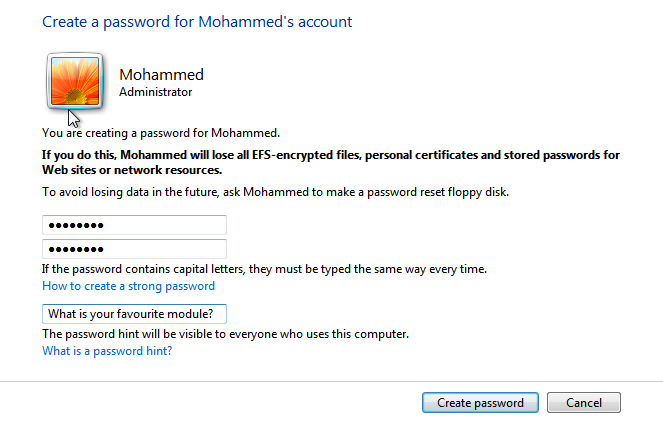 Create a password for Mohammed's account
Mohammed
Administrator
You are creating a password for Mohammed.
If you do this, Mohammed will lose all EFS-encrypted files, personal certificates and stored passwords for
Web sites or network resources.
To avoid losing data in the future, ask Mohammed to make a password reset floppy disk.
••••••••
••••••••
If the password contains capital letters, they must be typed the same way every time.
How to create a strong password
What is your favourite module?
The password hint will be visible to everyone who uses this computer.
What is a password hint?
Create password
Cancel